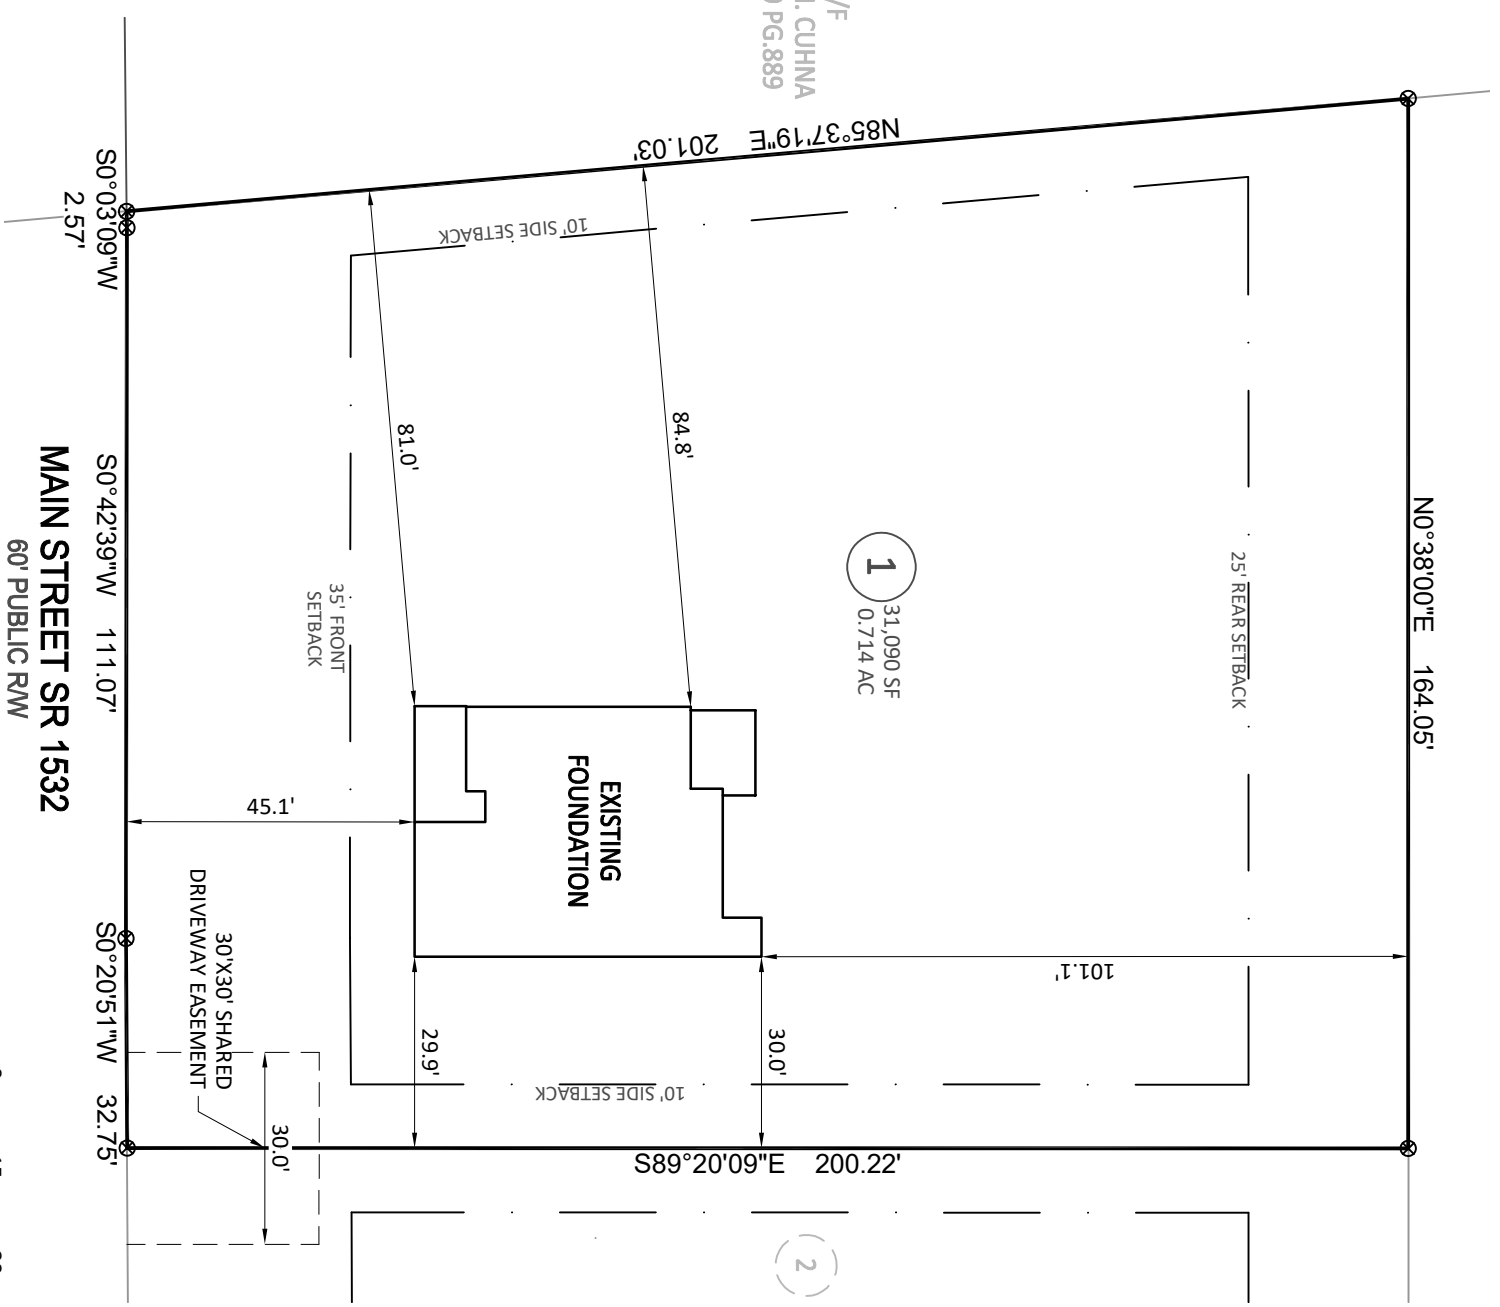 /F
. CUHNA
PG.889
N85°37'19"E 201.03'
S0°03'09"W
2.57'
10' SIDE SETBACK
N0°38'00"E 164.05'
25' REAR SETBACK
84.8'
81.0'
1
31,090 SF
0.714 AC
S0°42'39"W 111.07'
MAIN STREET SR 1532
60' PUBLIC R/W
35' FRONT
SETBACK
EXISTING
FOUNDATION
45.1'
101.1'
30'X30' SHARED
DRIVEWAY EASEMENT
29.9'
30.0'
10' SIDE SETBACK
S0°20'51"W 32.75'
30.0'
S89°20'09"E 200.22'
2